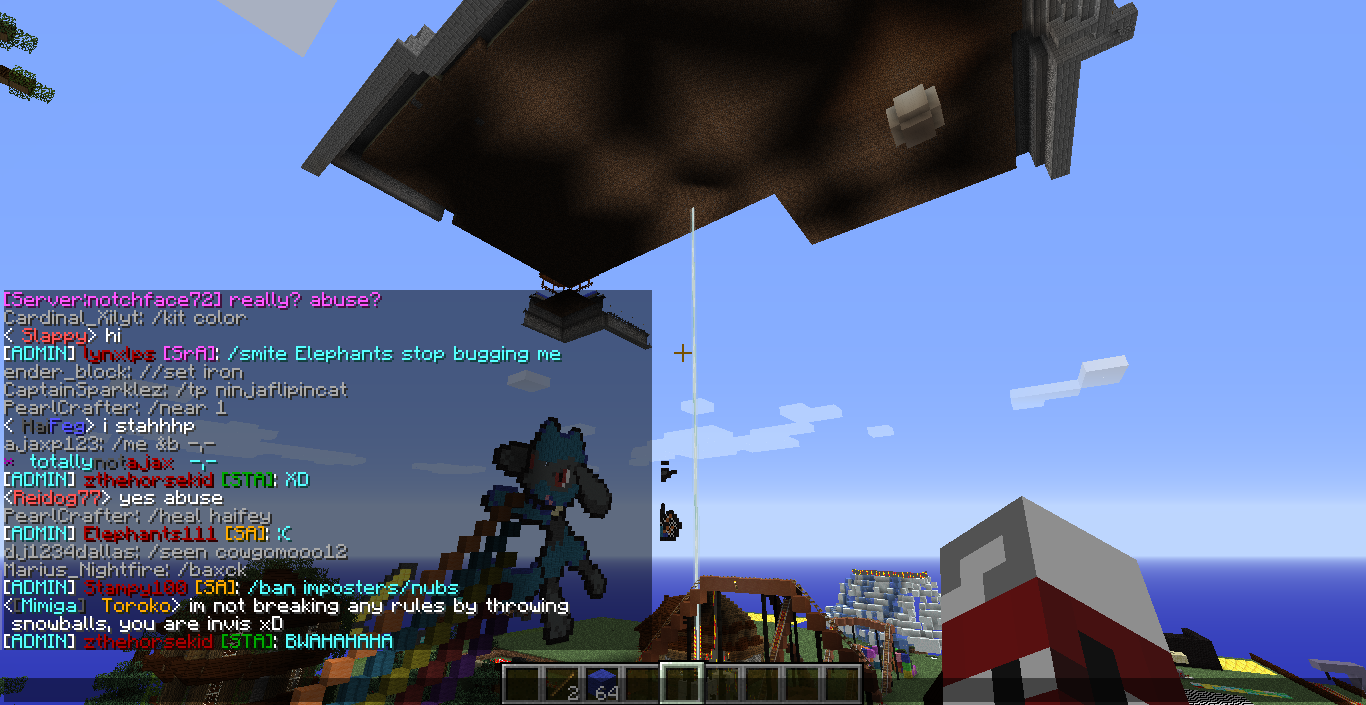 [Server:notchface72] really? abuse?
Cardinal_Xilyt: /kit color
< Slappy> hi
[ADMIN] lynxlps [SrA]: /smite Elephants stop bugging me
ender_block: //set iron
CaptainSparklez: /tp ninjaflipincat
PearlCrafter: /near 1
< HaiFeg> i stahhhp
ajaxp123: /me &b -,-
* totallynotajax -,-
[ADMIN] zthehorsekid [STA]: XD
<Reidog77> yes abuse
PearlCrafter: /heal haifey
[ADMIN] Elephants111 [SA]: :C
dj1234dallas: /seen cowgomooo12
Marius_Nightfire: /baxck
[ADMIN] Stampy100 [SA]: /ban imposters/nubs
<[Mimiga] Toroko> im not breaking any rules by throwing
snowballs, you are invis xD
[ADMIN] zthehorsekid [STA]: BWAHAHAHA
2 64